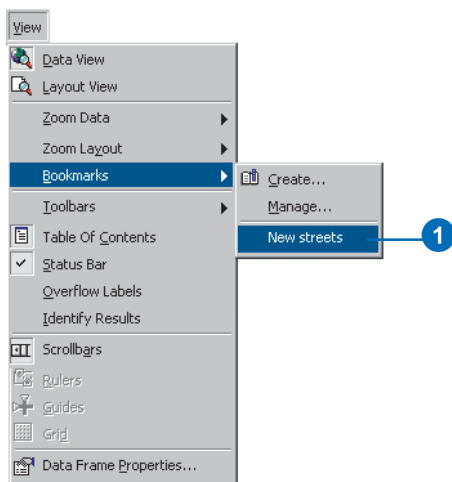 View
Data View
Layout View
Zoom Data
Zoom Layout
Bookmarks
Create...
Manage...
New streets
1
Toolbars
Table Of Contents
Status Bar
Overflow Labels
Identify Results
Scrollbars
Rulers
Guides
Grid
Data Frame Properties...